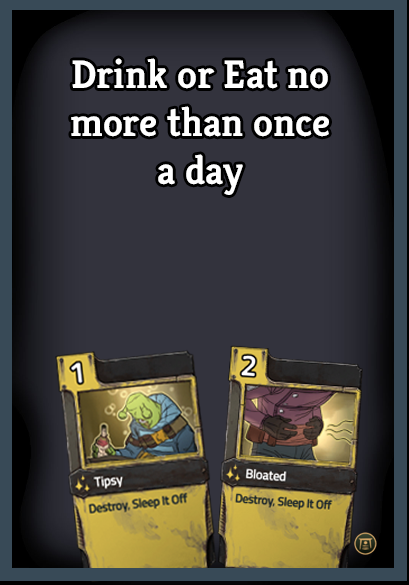 Drink or Eat no
more than once
a day
1
Tipsy
Destroy, Sleep It Off
2
Bloated
Destroy, Sleep It Off